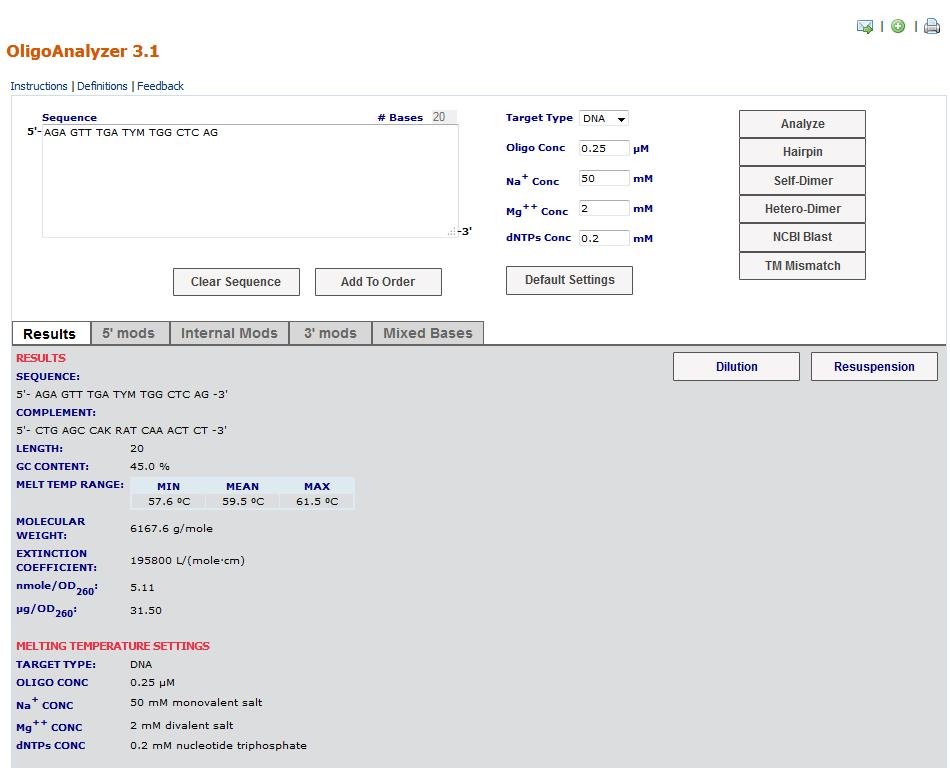 OligoAnalyzer 3.1
Instructions | Definitions | Feedback
Sequence # Bases 20
5'- AGA GTT TGA TYM TGG CTC AG
-3'
Clear Sequence Add To Order
Target Type DNA
Oligo Conc 0.25 µM
Na+ Conc 50 mM
Mg++ Conc 2 mM
dNTPs Conc 0.2 mM
Default Settings
Analyze
Hairpin
Self-Dimer
Hetero-Dimer
NCBI Blast
TM Mismatch
Results 5' mods Internal Mods 3' mods Mixed Bases
Dilution Resuspension
RESULTS
SEQUENCE:
5'- AGA GTT TGA TYM TGG CTC AG -3'
COMPLEMENT:
5'- CTG AGC CAK RAT CAA ACT CT -3'
LENGTH: 20
GC CONTENT: 45.0 %
MELT TEMP RANGE: MIN MEAN MAX
57.6 ºC 59.5 ºC 61.5 ºC
MOLECULAR
WEIGHT: 6167.6 g/mole
EXTINCTION
COEFFICIENT: 195800 L/(mole·cm)
nmole/OD260: 5.11
µg/OD260: 31.50
MELTING TEMPERATURE SETTINGS
TARGET TYPE: DNA
OLIGO CONC 0.25 µM
Na+ CONC 50 mM monovalent salt
Mg++ CONC 2 mM divalent salt
dNTPs CONC 0.2 mM nucleotide triphosphate